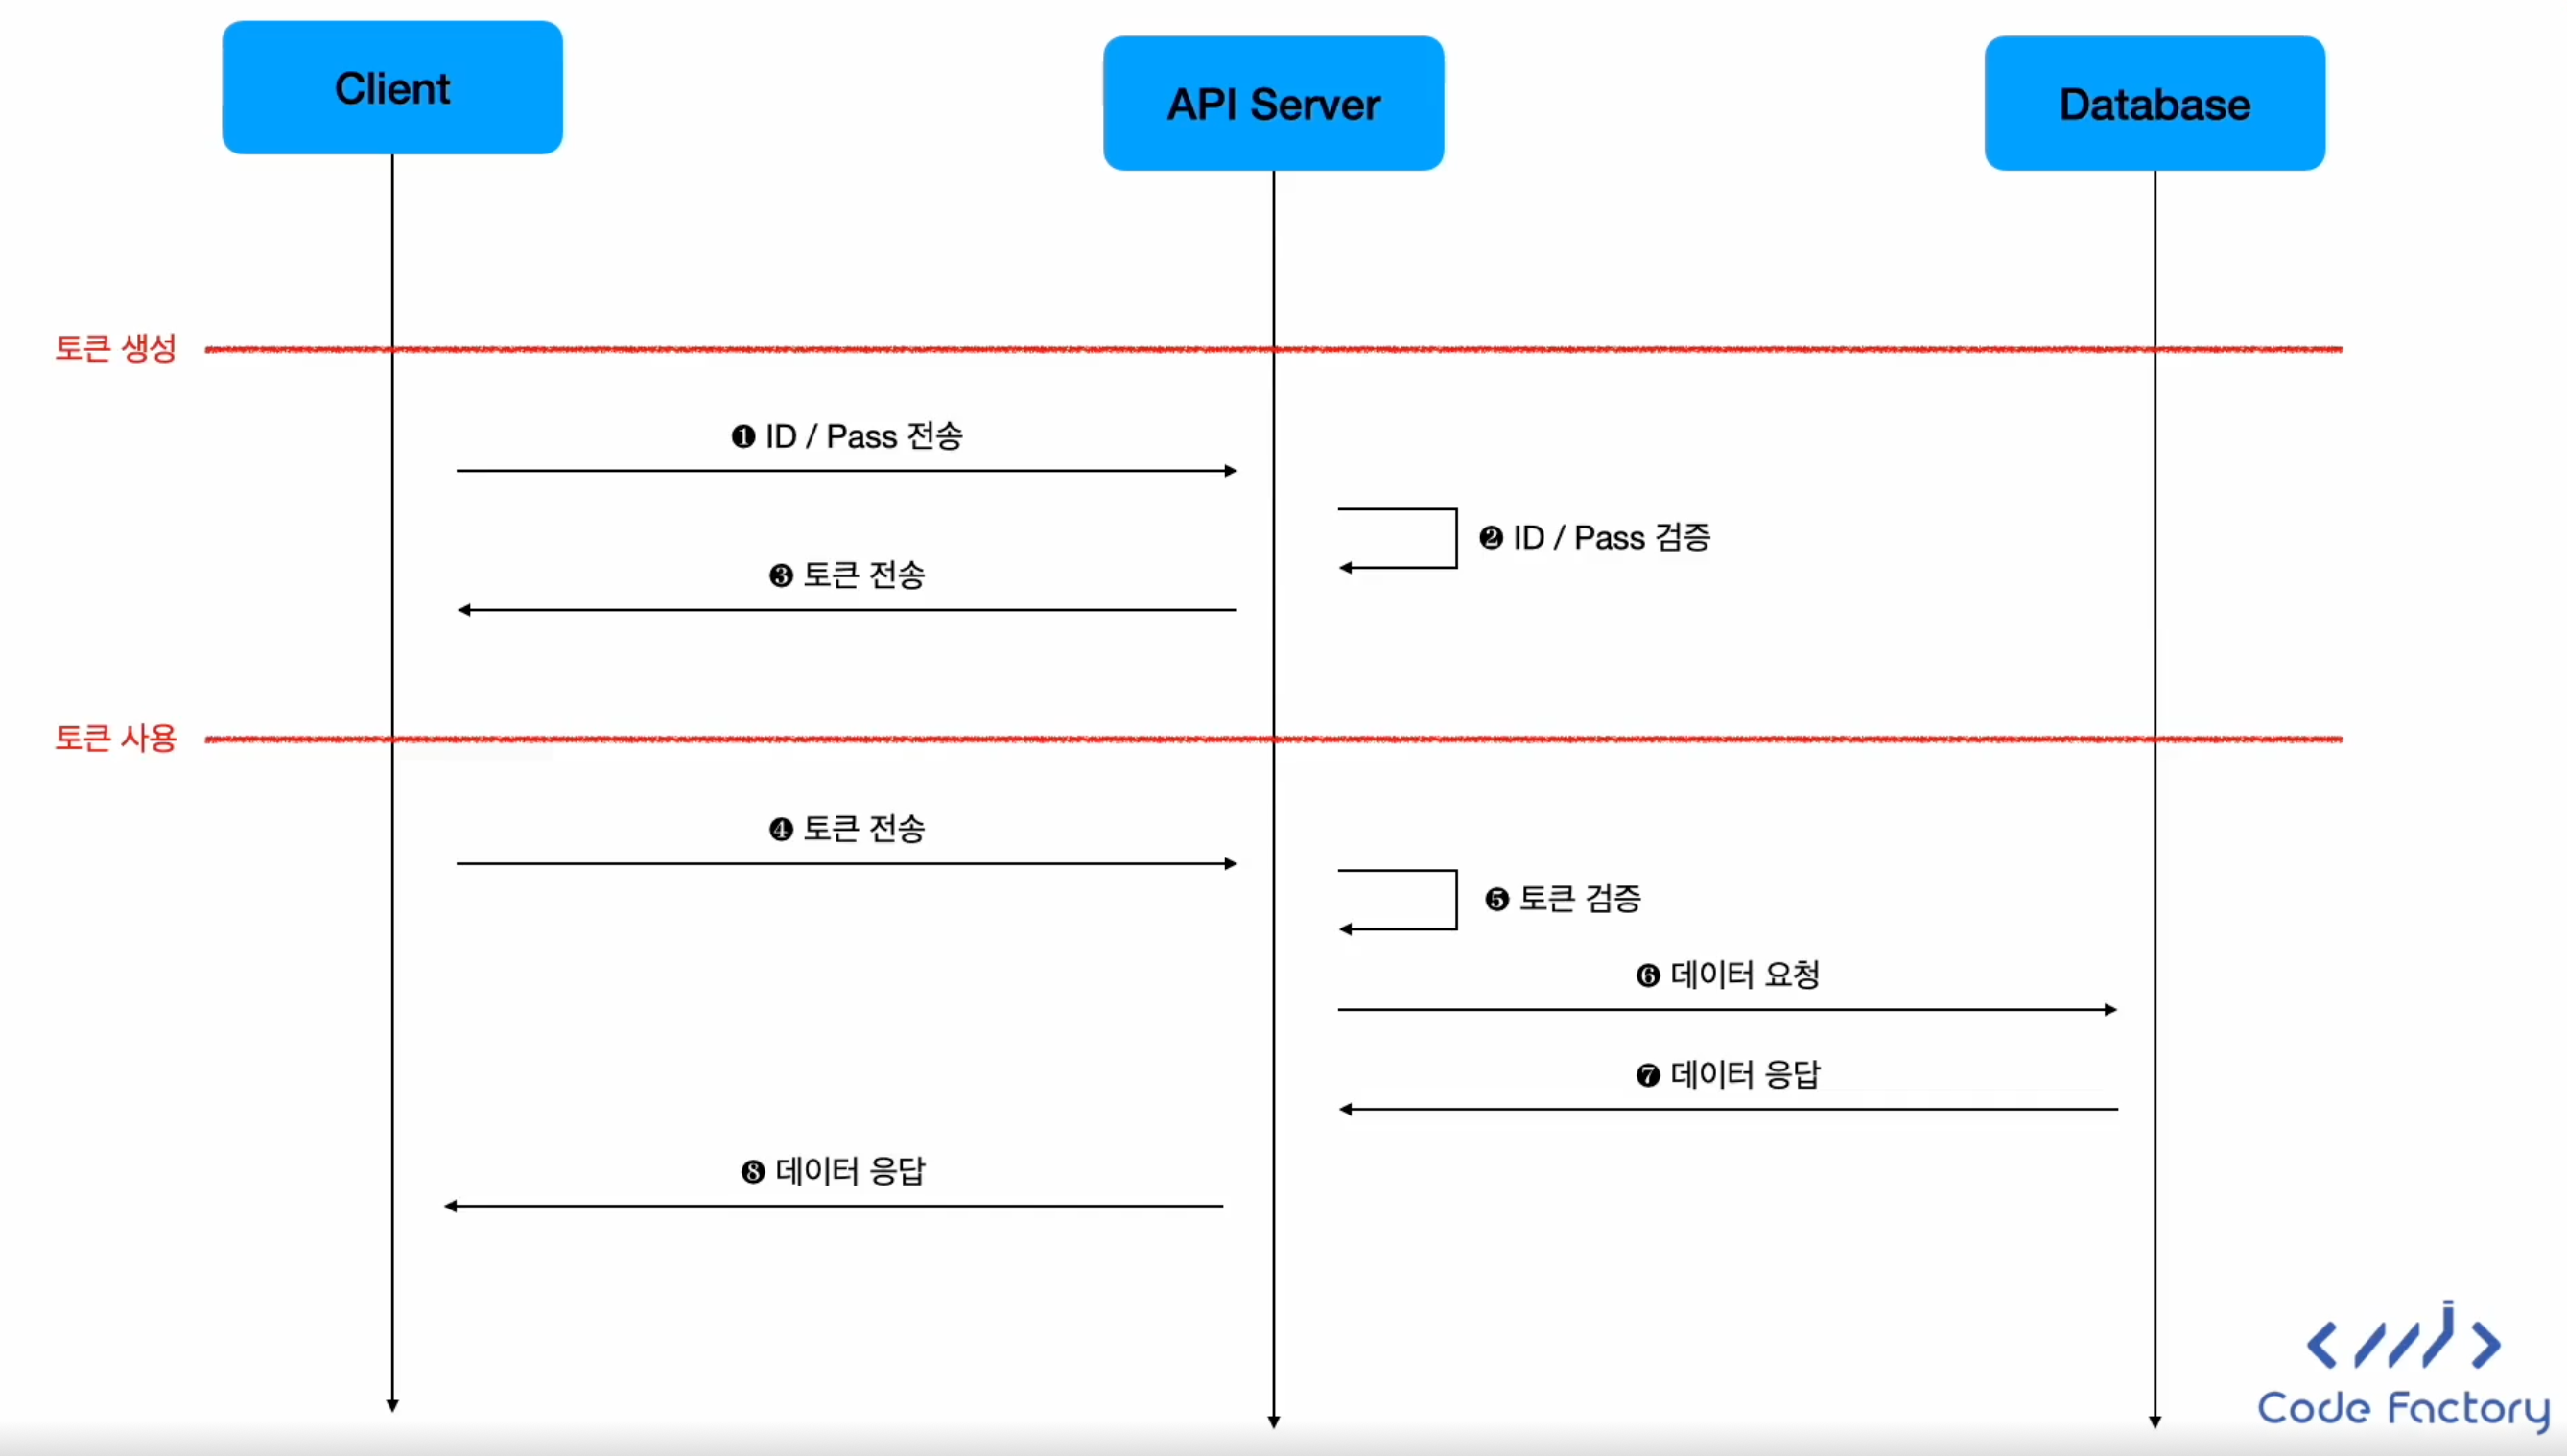 Client
API Server
Database
토큰 생성
❶ ID / Pass 전송
❷ ID / Pass 검증
❸ 토큰 전송
토큰 사용
❹ 토큰 전송
❺ 토큰 검증
❻ 데이터 요청
❼ 데이터 응답
❽ 데이터 응답
Code Factory